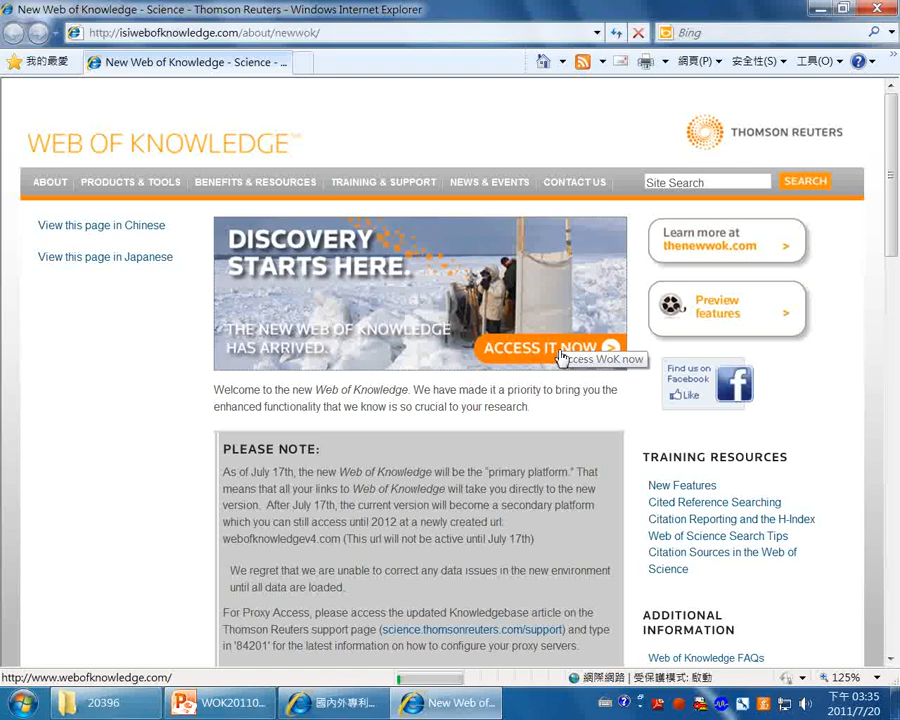 New Web of Knowledge - Science - Thomson Reuters - Windows Internet Explorer
http://isiwebofknowledge.com/about/newwok/
Bing
我的最愛
New Web of Knowledge - Science - ...
網頁(P)
安全性(S)
工具(O)
WEB OF KNOWLEDGE
THOMSON REUTERS
ABOUT
PRODUCTS & TOOLS
BENEFITS & RESOURCES
TRAINING & SUPPORT
NEWS & EVENTS
CONTACT US
Site Search
SEARCH
View this page in Chinese
View this page in Japanese
DISCOVERY
STARTS HERE.
THE NEW WEB OF KNOWLEDGE
HAS ARRIVED.
ACCESS IT NOW >
WoK now
Learn more at
thenewwok.com >
Preview
features >
Find us on
Facebook
Like
Welcome to the new Web of Knowledge. We have made it a priority to bring you the
enhanced functionality that we know is so crucial to your research.
PLEASE NOTE:
As of July 17th, the new Web of Knowledge will be the "primary platform." That
means that all your links to Web of Knowledge will take you directly to the new
version. After July 17th, the current version will become a secondary platform
which you can still access until 2012 at a newly created url:
webofknowledgev4.com (This url will not be active until July 17th)
We regret that we are unable to correct any data issues in the new environment
until all data are loaded.
For Proxy Access, please access the updated Knowledgebase article on the
Thomson Reuters support page (science.thomsonreuters.com/support) and type
in '84201' for the latest information on how to configure your proxy servers.
TRAINING RESOURCES
New Features
Cited Reference Searching
Citation Reporting and the H-Index
Web of Science Search Tips
Citation Sources in the Web of
Science
ADDITIONAL
INFORMATION
Web of Knowledge FAQs
http://www.webofknowledge.com/
網際網路 | 受保護模式: 啟動
125%
20396
WOK20110...
國內外專利...
New Web of...
下午 03:35
2011/7/20